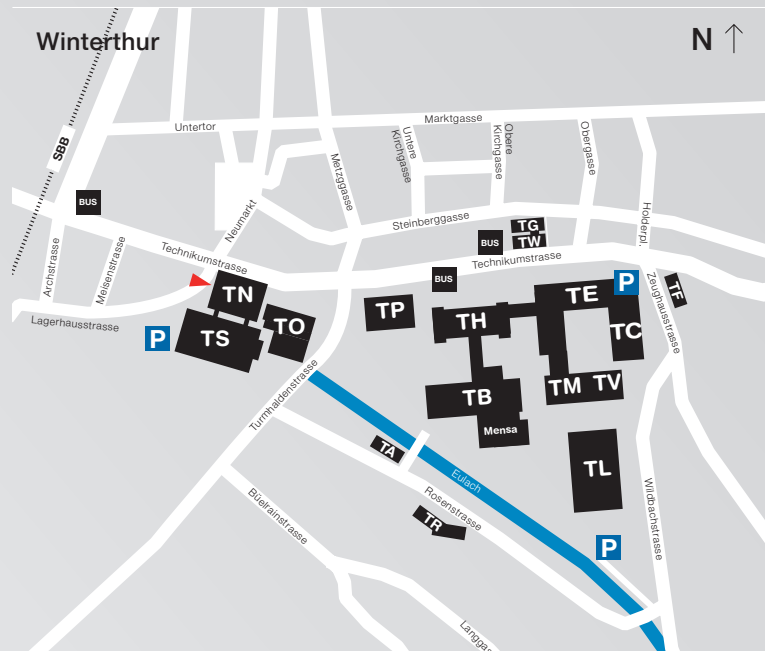 Winterthur
N
SBB
BUS
Untertor
Marktgasse
Untere
Kirchgasse
Obere
Kirchgasse
Obergasse
Metzggasse
Neumarkt
Steinberggasse
Holderpl.
Archstrasse
Meisenstrasse
Technikumstrasse
BUS
TG
TW
BUS
Technikumstrasse
Lagerhausstrasse
P
TN
TS
TO
TP
TH
TE
P
TC
TF
Zeughausstrasse
TM
TV
TB
Mensa
Turmhaldenstrasse
TA
Eulach
TL
Rosenstrasse
TR
Büelrainstrasse
Wildbachstrasse
P
Langgas